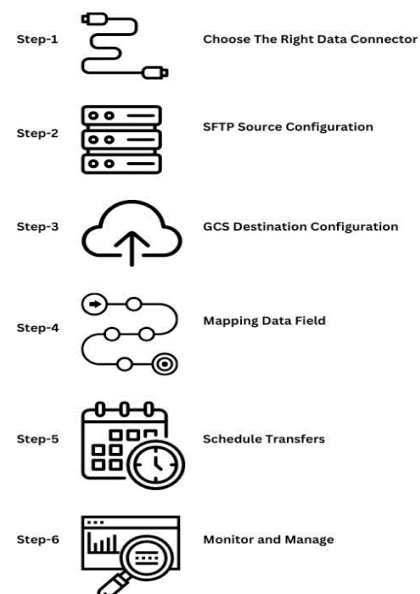 Step-1 Choose The Right Data Connector
Step-2 SFTP Source Configuration
Step-3 GCS Destination Configuration
Step-4 Mapping Data Field
Step-5 Schedule Transfers
Step-6 Monitor and Manage